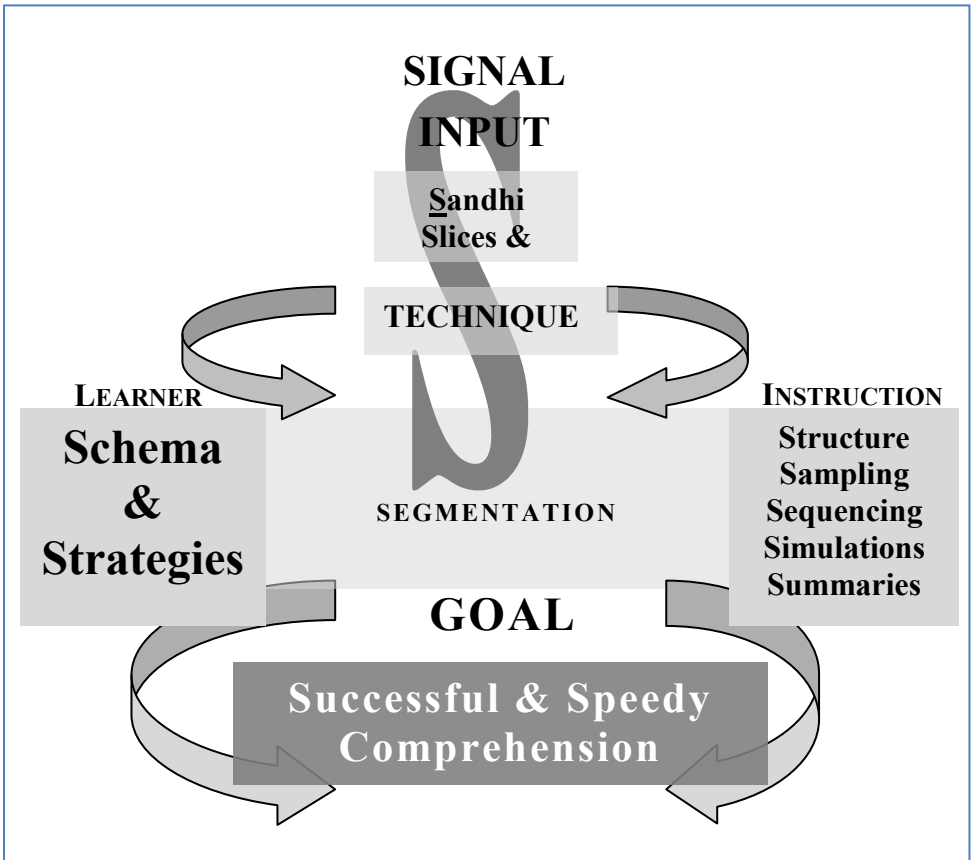 SIGNAL
INPUT
Sandhi
Slices &
TECHNIQUE
LEARNER
Schema
&
Strategies
INSTRUCTION
Structure
Sampling
Sequencing
Simulations
Summaries
S
SEGMENTATION
GOAL
Successful & Speedy
Comprehension